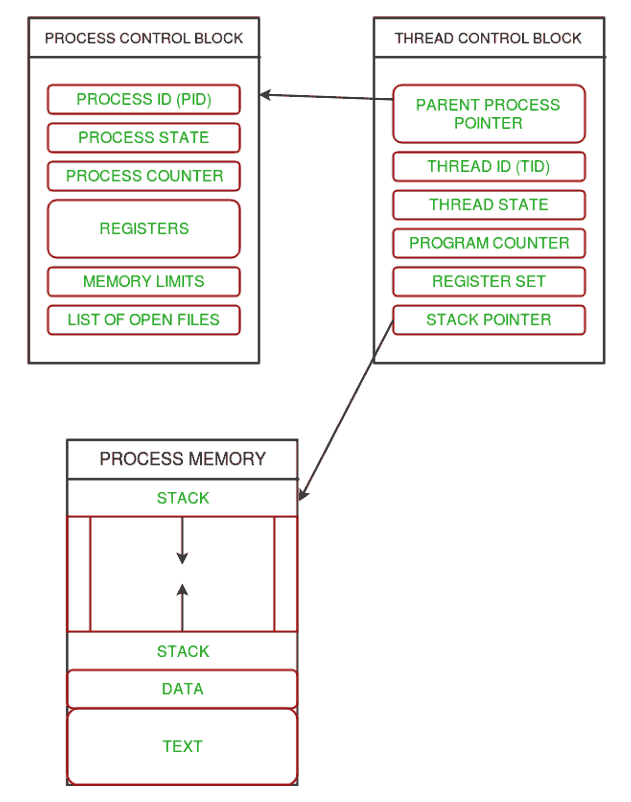 PROCESS CONTROL BLOCK
PROCESS ID (PID)
PROCESS STATE
PROCESS COUNTER
REGISTERS
MEMORY LIMITS
LIST OF OPEN FILES
THREAD CONTROL BLOCK
PARENT PROCESS
POINTER
THREAD ID (TID)
THREAD STATE
PROGRAM COUNTER
REGISTER SET
STACK POINTER
PROCESS MEMORY
STACK
STACK
DATA
TEXT